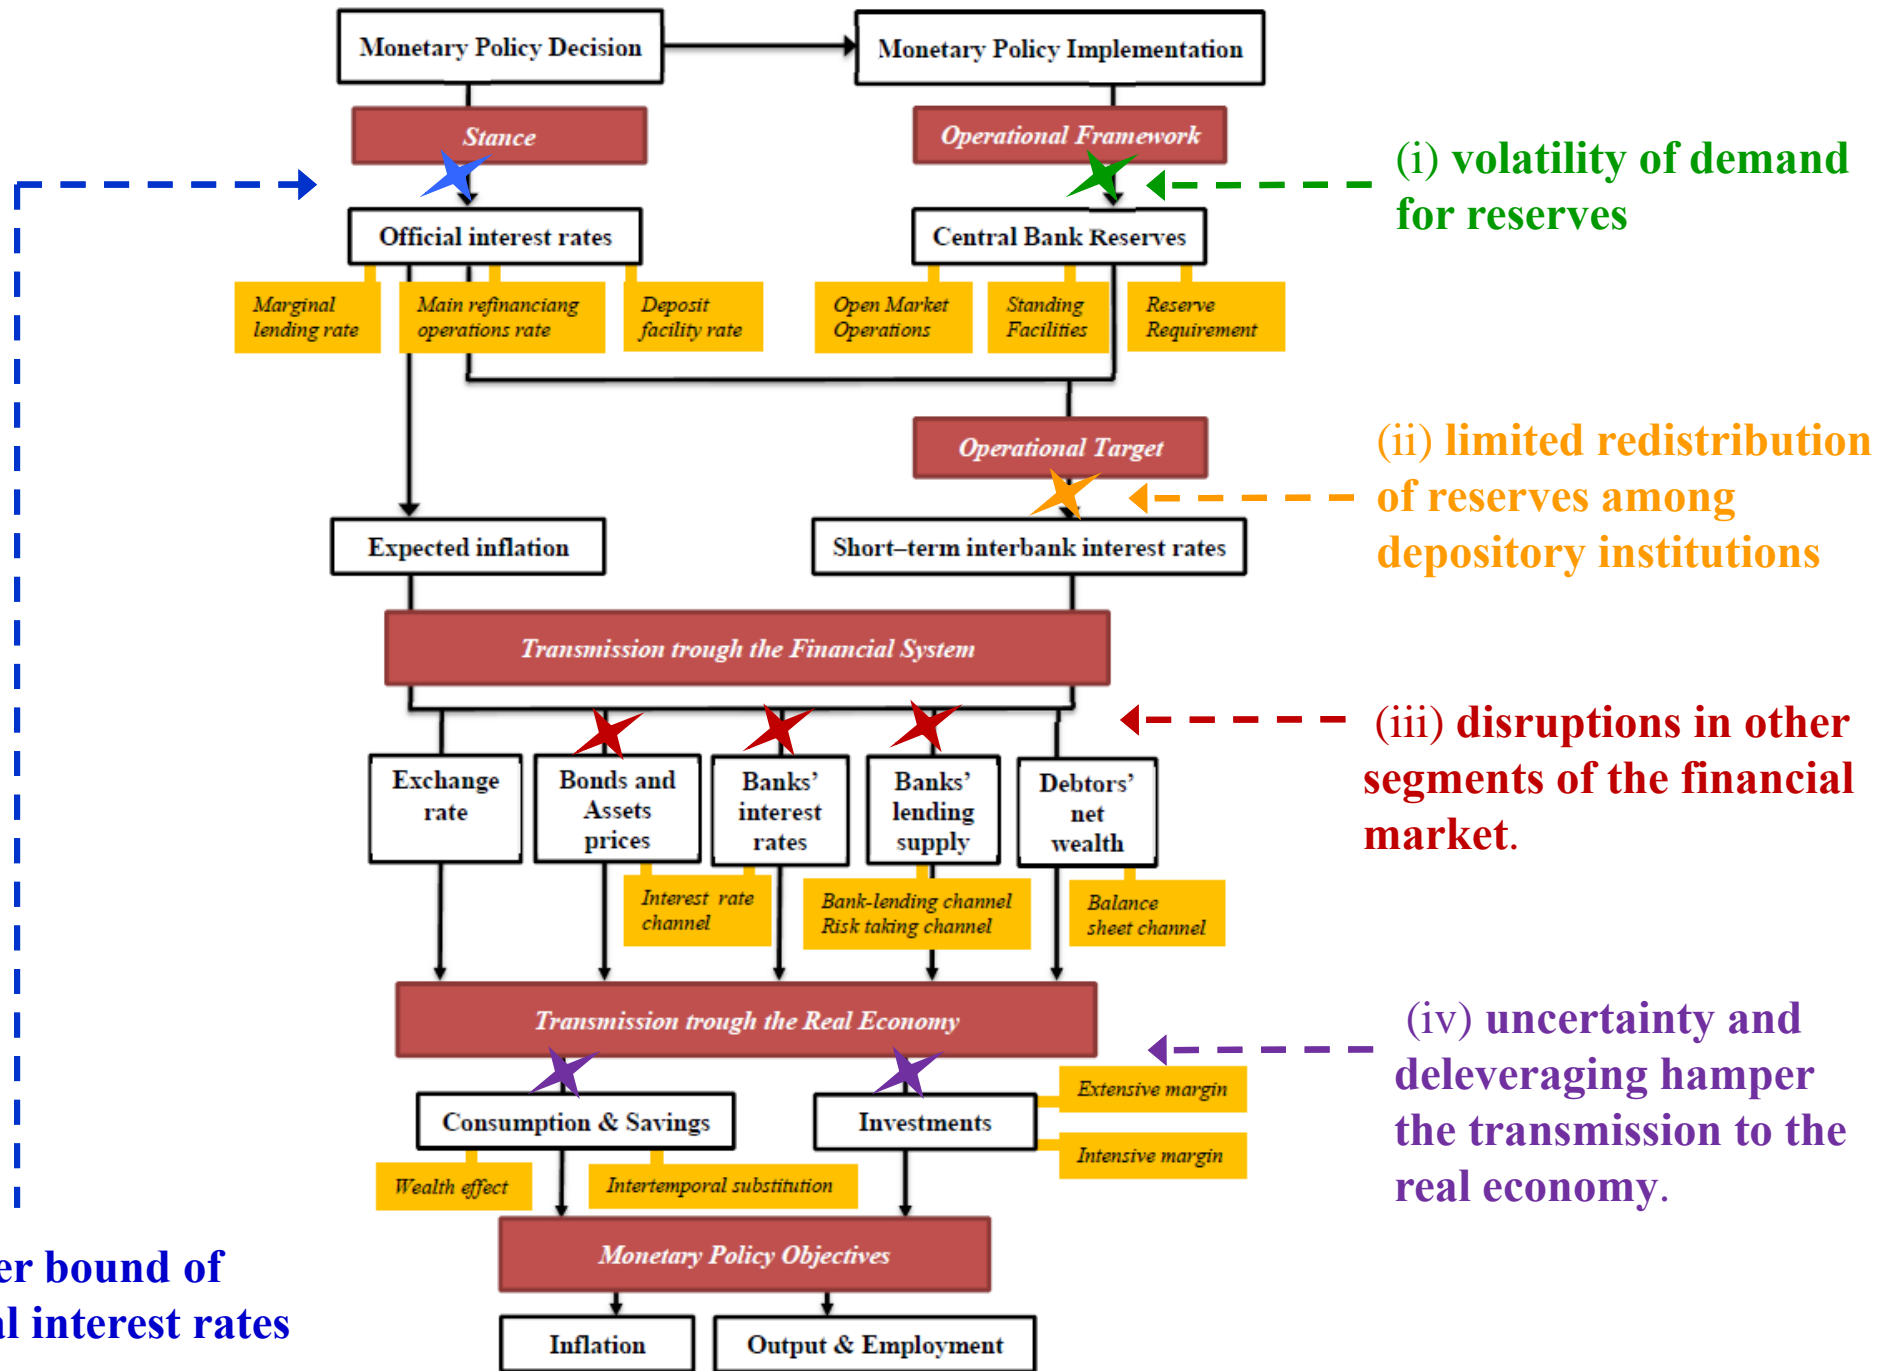 Monetary Policy Decision
Monetary Policy Implementation
Stance
Operational Framework
(i) volatility of demand
for reserves
Official interest rates
Central Bank Reserves
Marginal
lending rate
Main refinanciang
operations rate
Deposit
facility rate
Open Market
Operations
Standing
Facilities
Reserve
Requirement
Operational Target
(ii) limited redistribution
of reserves among
depository institutions
Expected inflation
Short–term interbank interest rates
Transmission trough the Financial System
(iii) disruptions in other
segments of the financial
market.
Exchange
rate
Bonds and
Assets
prices
Banks’
interest
rates
Banks’
lending
supply
Debtors’
net
wealth
Interest rate
channel
Bank-lending channel
Risk taking channel
Balance
sheet channel
Transmission trough the Real Economy
(iv) uncertainty and
deleveraging hamper
the transmission to the
real economy.
Consumption & Savings
Investments
Extensive margin
Intensive margin
Wealth effect
Intertemporal substitution
Monetary Policy Objectives
bound of
interest rates
Inflation
Output & Employment